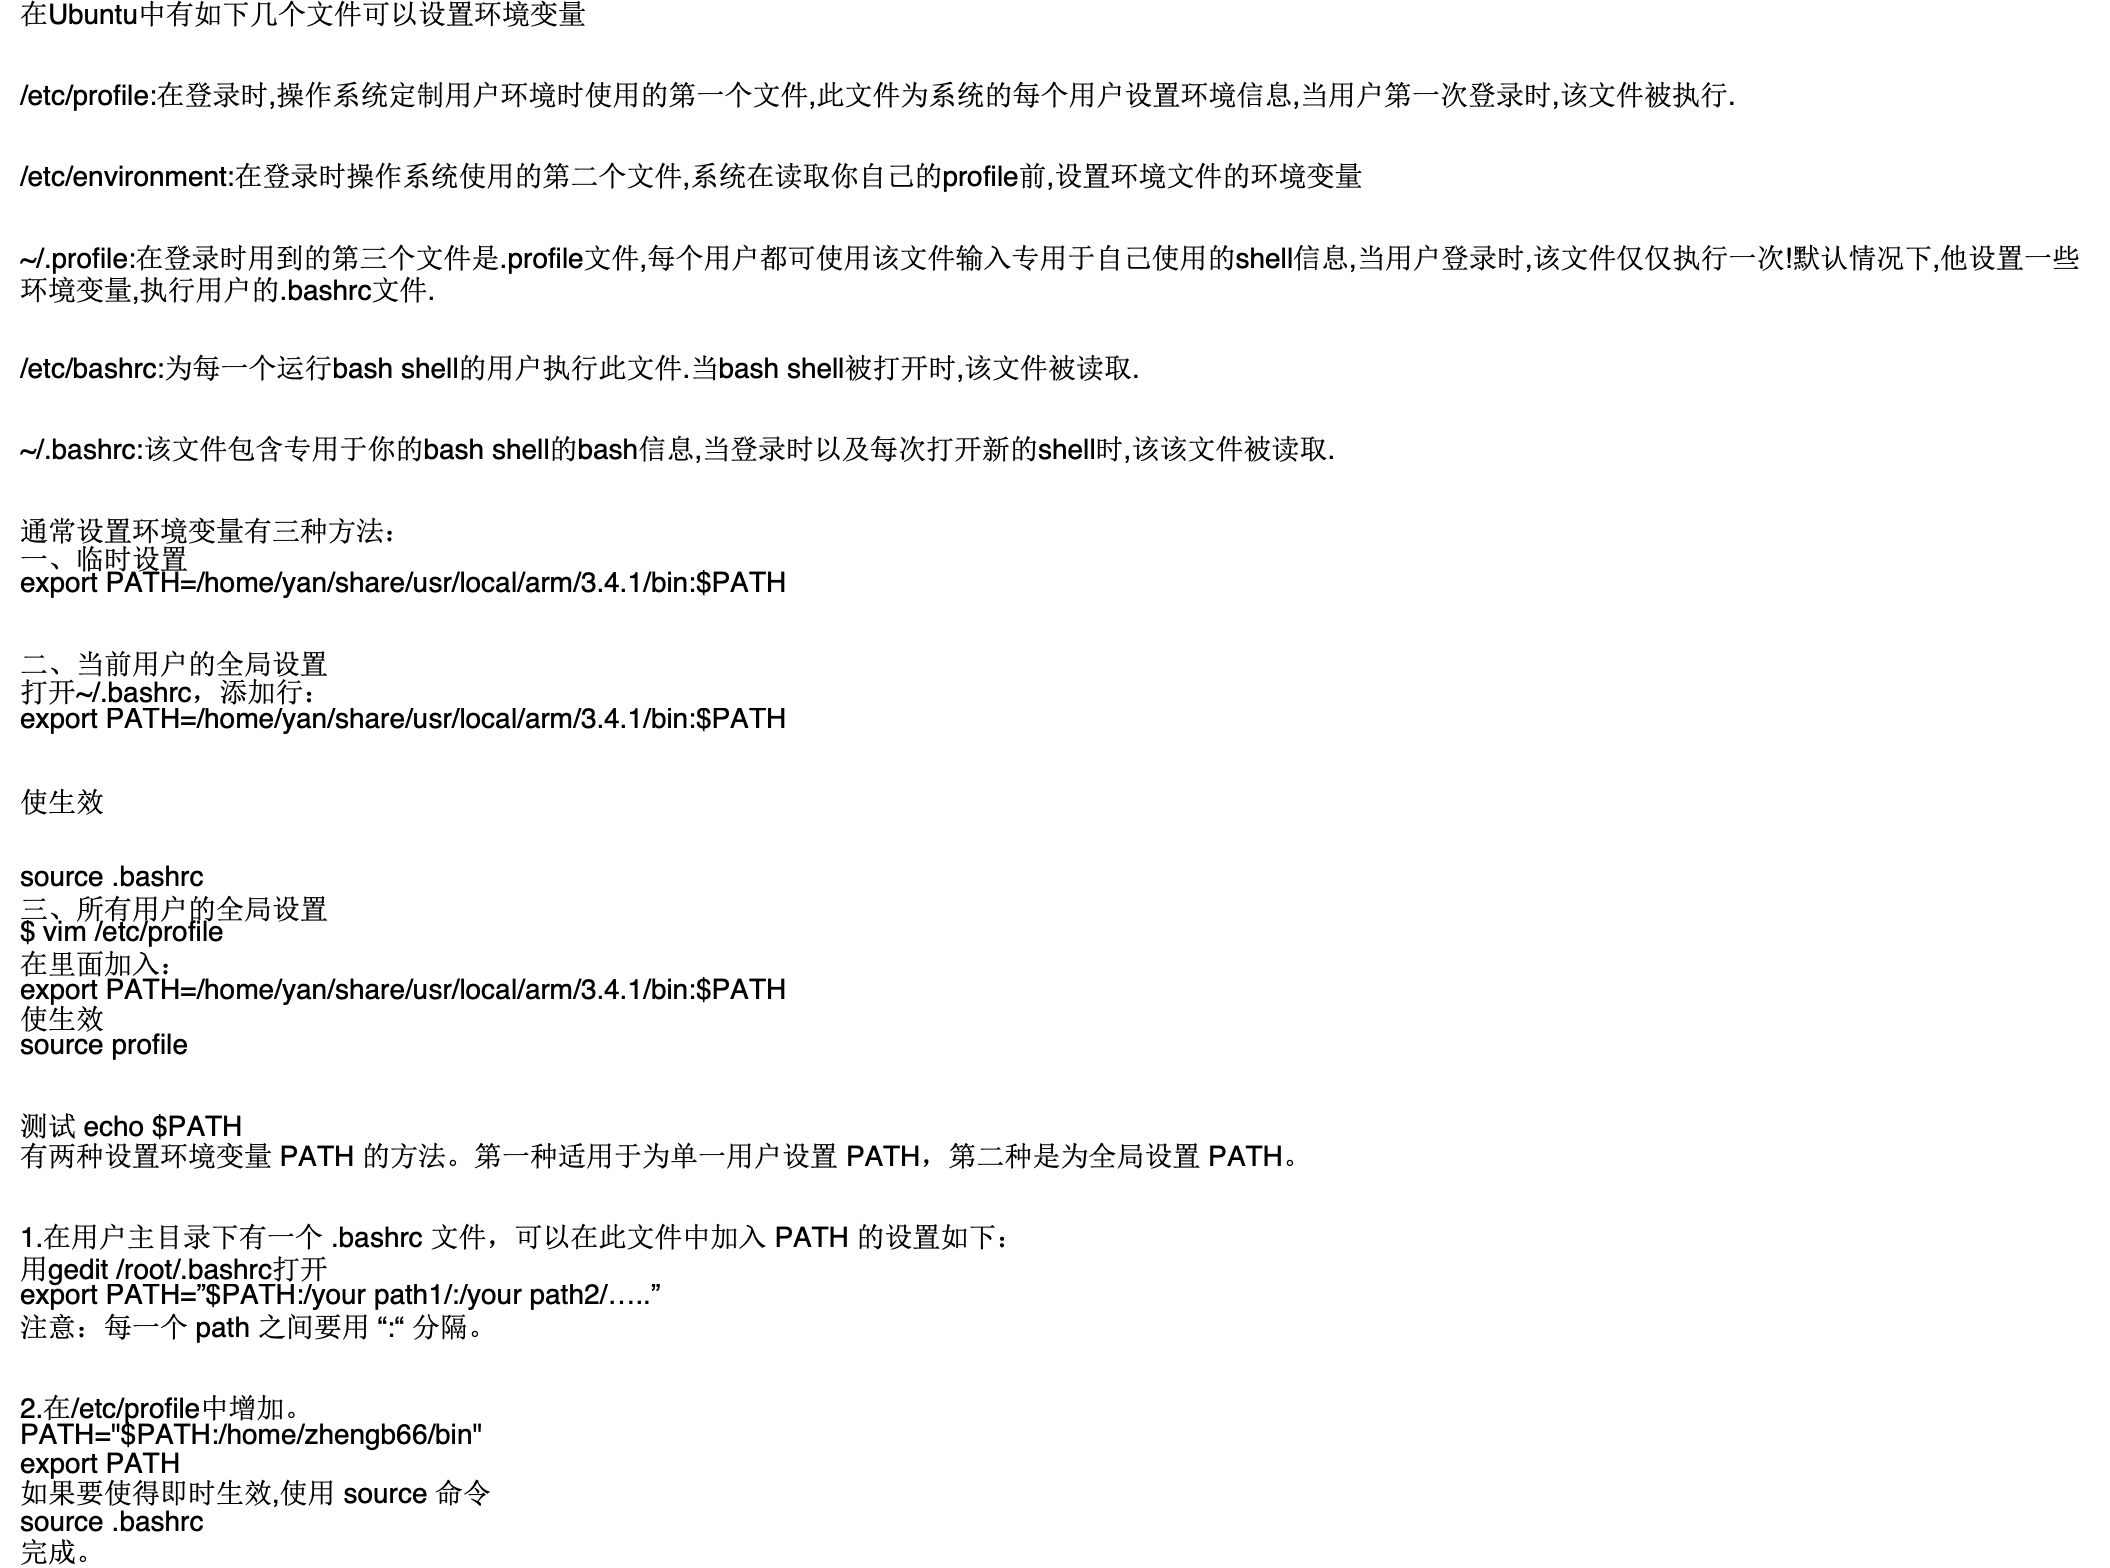 在Ubuntu中有如下几个文件可以设置环境变量
/etc/profile:在登录时,操作系统定制用户环境时使用的第一个文件,此文件为系统的每个用户设置环境信息,当用户第一次登录时,该文件被执行.
/etc/environment:在登录时操作系统使用的第二个文件,系统在读取你自己的profile前,设置环境文件的环境变量
~/.profile:在登录时用到的第三个文件是.profile文件,每个用户都可使用该文件输入专用于自己使用的shell信息,当用户登录时,该文件仅仅执行一次!默认情况下,他设置一些
环境变量,执行用户的.bashrc文件.
/etc/bashrc:为每一个运行bash shell的用户执行此文件.当bash shell被打开时,该文件被读取.
~/.bashrc:该文件包含专用于你的bash shell的bash信息,当登录时以及每次打开新的shell时,该该文件被读取.
通常设置环境变量有三种方法：
一、临时设置
export PATH=/home/yan/share/usr/local/arm/3.4.1/bin:$PATH
二、当前用户的全局设置
打开~/.bashrc，添加行：
export PATH=/home/yan/share/usr/local/arm/3.4.1/bin:$PATH
使生效
source .bashrc
三、所有用户的全局设置
$ vim /etc/profile
在里面加入：
export PATH=/home/yan/share/usr/local/arm/3.4.1/bin:$PATH
使生效
source profile
测试 echo $PATH
有两种设置环境变量 PATH 的方法。第一种适用于为单一用户设置 PATH，第二种是为全局设置 PATH。
1.在用户主目录下有一个 .bashrc 文件，可以在此文件中加入 PATH 的设置如下：
用gedit /root/.bashrc打开
export PATH=”$PATH:/your path1/:/your path2/…..”
注意：每一个 path 之间要用 “:“ 分隔。
2.在/etc/profile中增加。
PATH="$PATH:/home/zhengb66/bin"
export PATH
如果要使得即时生效,使用 source 命令
source .bashrc
完成。